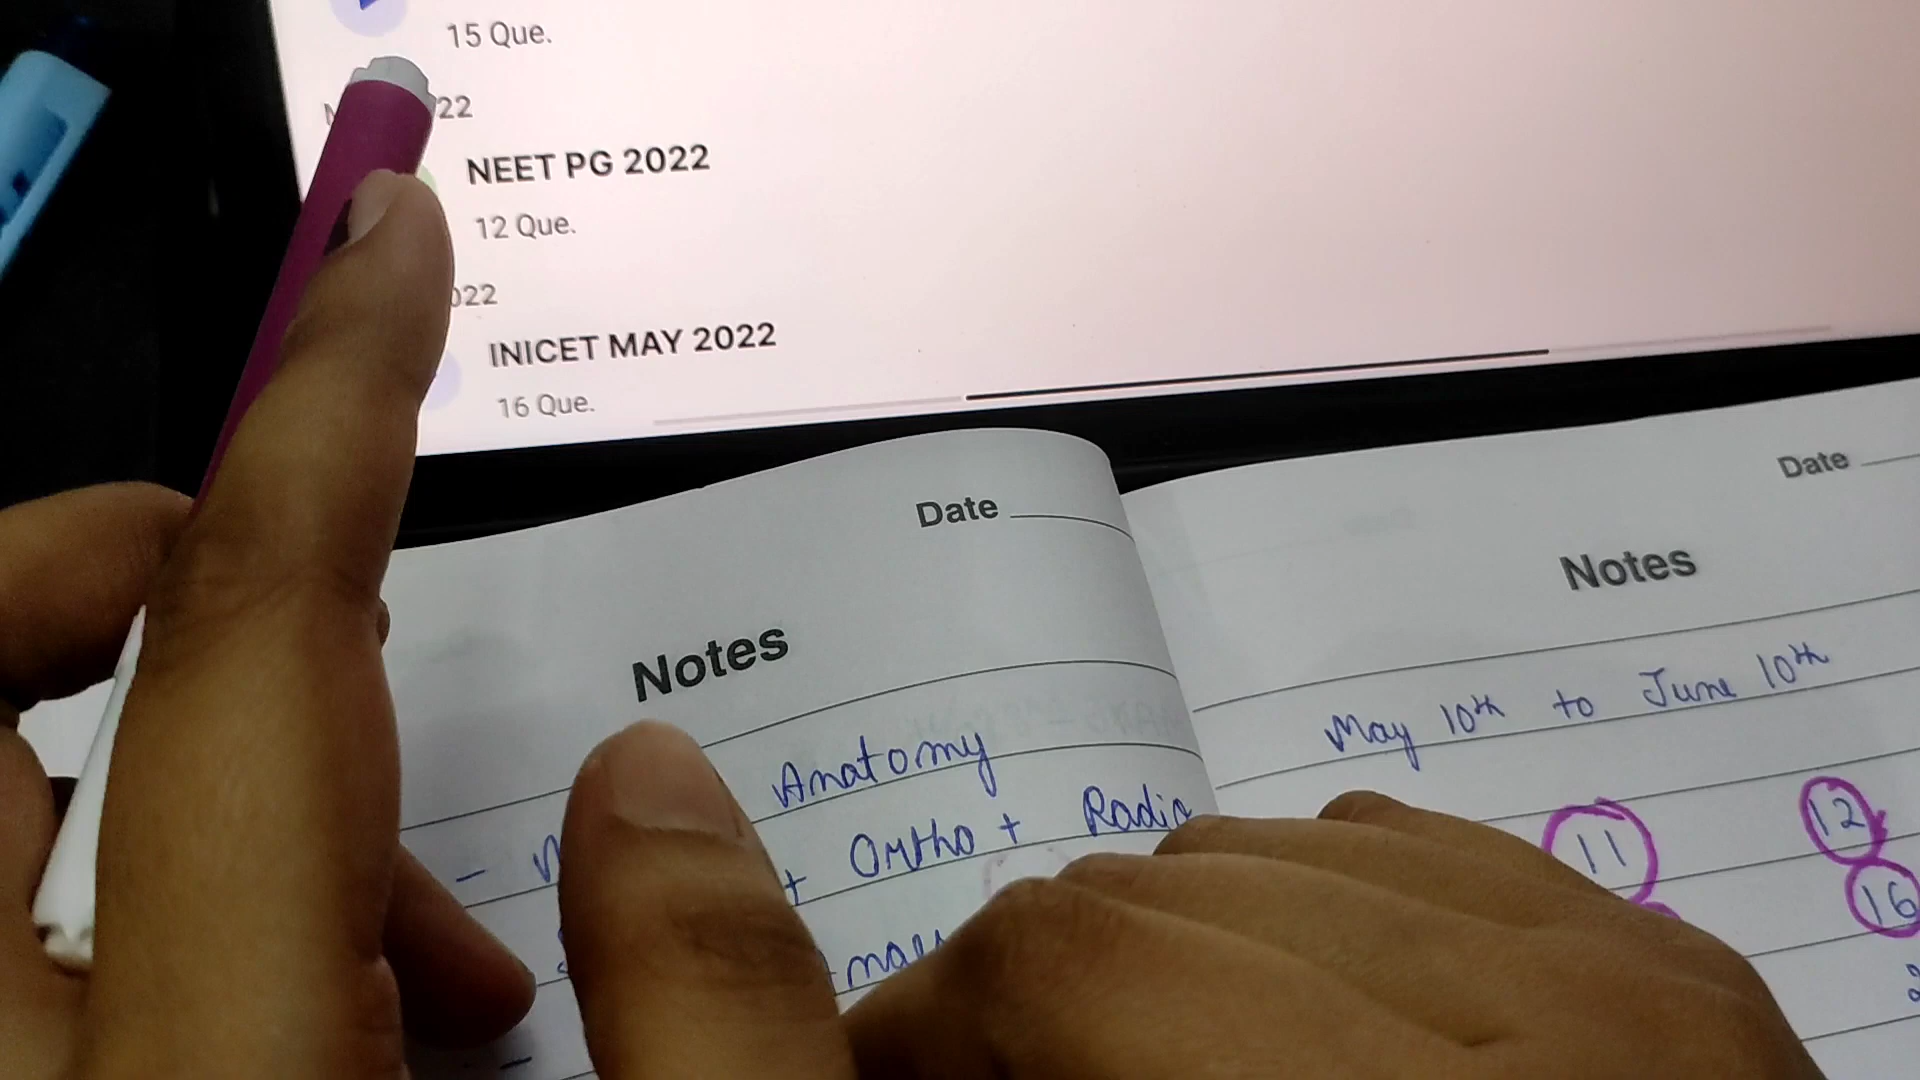 15 Que.
22
NEET PG 2022
12 Que.
022
INICET MAY 2022
16 Que.
Date
Notes
Anatomy
+ Ortho + Radio
Date
Notes
May 10th to June 10th
11 12
16